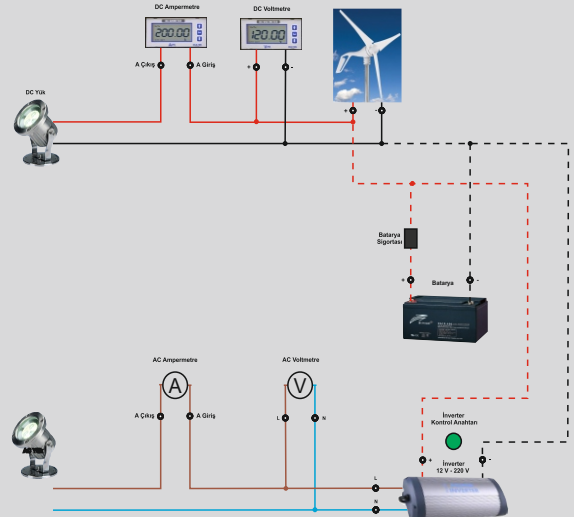 DC Ampermetre
DC Voltmetre
200.00
120.00
A Çıkış
A Giriş
+
-
DC Yük
+
-
Batarya
Sigortası
+
Batarya
-
AC Ampermetre
AC Voltmetre
A
V
A Çıkış
A Giriş
L
N
İnverter
Kontrol Anahtarı
+
İnverter
12 V - 220 V
-
L
N